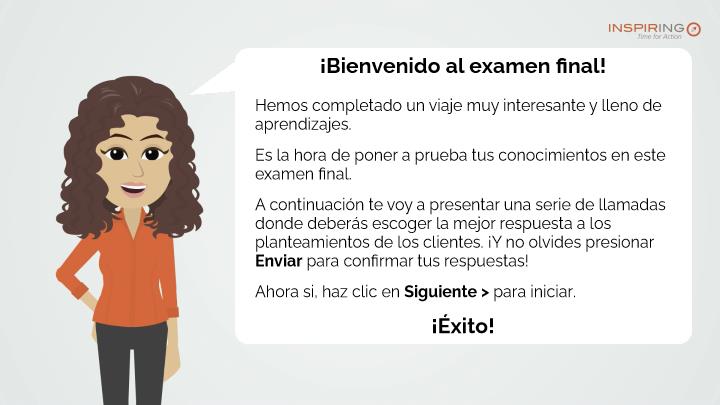 INSPIRING
Time for Action
¡Bienvenido al examen final!
Hemos completado un viaje muy interesante y lleno de
aprendizajes.
Es la hora de poner a prueba tus conocimientos en este
examen final.
A continuación te voy a presentar una serie de llamadas
donde deberás escoger la mejor respuesta a los
planteamientos de los clientes. ¡Y no olvides presionar
Enviar para confirmar tus respuestas!
Ahora si, haz clic en Siguiente > para iniciar.
¡Éxito!